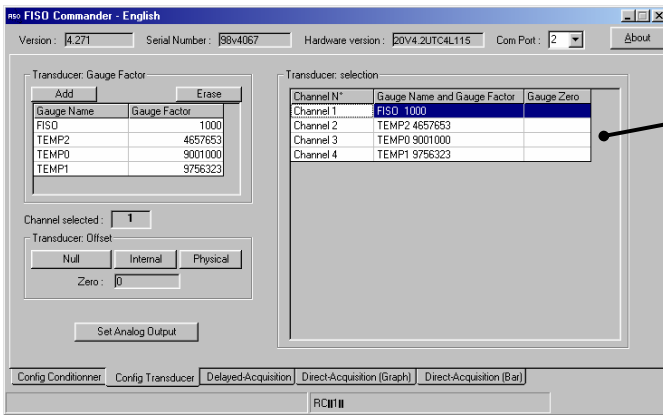 FISO FISO Commander - English
Version : 4.271 Serial Number : 98v4067 Hardware version : 20V4.2UTC4L115 Com Port : 2 About
Transducer: Gauge Factor
Add Erase
Gauge Name Gauge Factor
FISO 1000
TEMP2 4657653
TEMP0 9001000
TEMP1 9756323
Channel selected : 1
Transducer: Offset
Null Internal Physical
Zero : 0
Set Analog Output
Transducer: selection
Channel N° Gauge Name and Gauge Factor Gauge Zero
Channel 1 FISO 1000
Channel 2 TEMP2 4657653
Channel 3 TEMP0 9001000
Channel 4 TEMP1 9756323
Config Conditionner Config Transducer Delayed-Acquisition Direct-Acquisition (Graph) Direct-Acquisition (Bar)